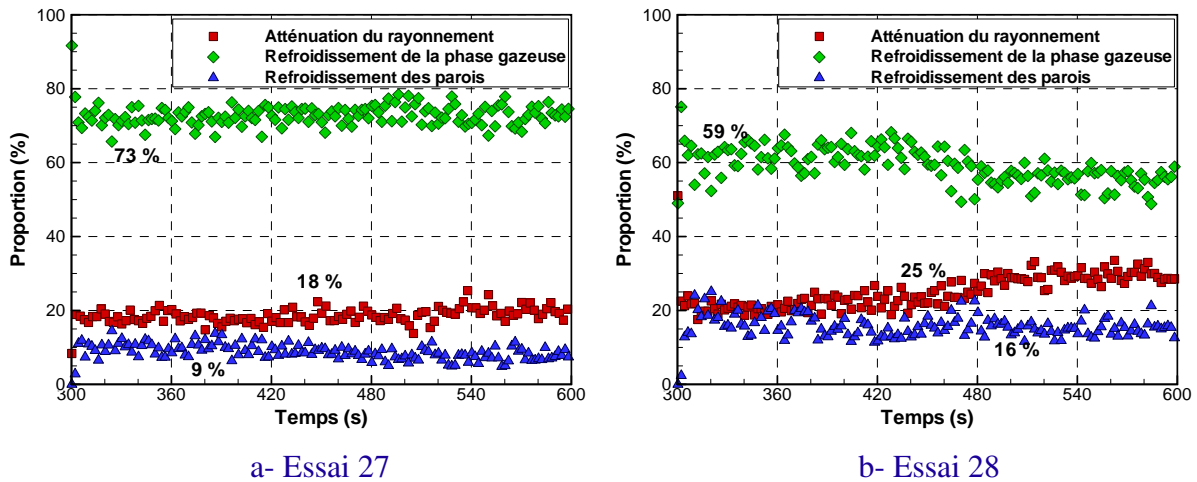 100
80
60
40
20
0
Proportion (%)
Atténuation du rayonnement
Refroidissement de la phase gazeuse
Refroidissement des parois
73 %
18 %
9 %
300 360 420 480 540 600
Temps (s)
a- Essai 27
100
80
60
40
20
0
Proportion (%)
Atténuation du rayonnement
Refroidissement de la phase gazeuse
Refroidissement des parois
59 %
25 %
16 %
300 360 420 480 540 600
Temps (s)
b- Essai 28